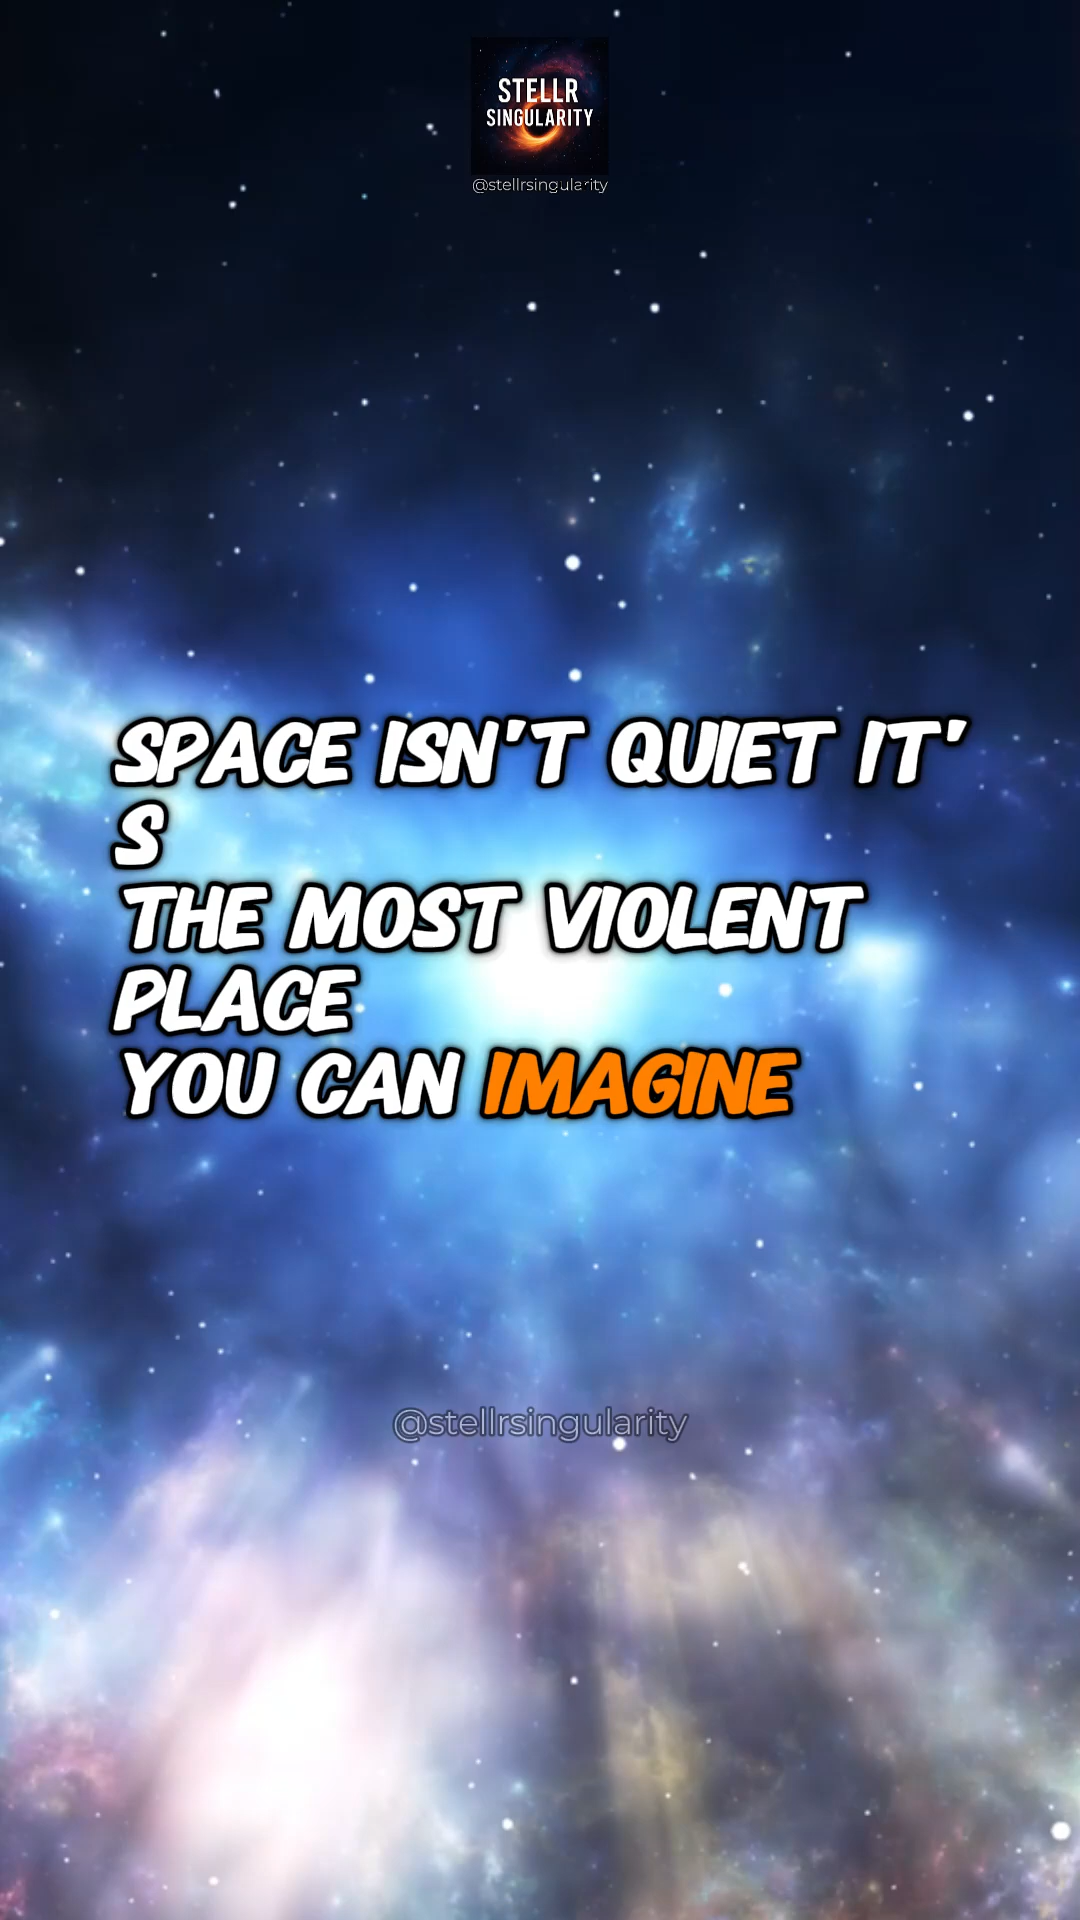 STELLR
SINGULARITY
@stellrsingularity
SPACE ISN'T QUIET IT'
S
THE MOST VIOLENT
PLACE
YOU CAN IMAGINE
@stellrsingularity